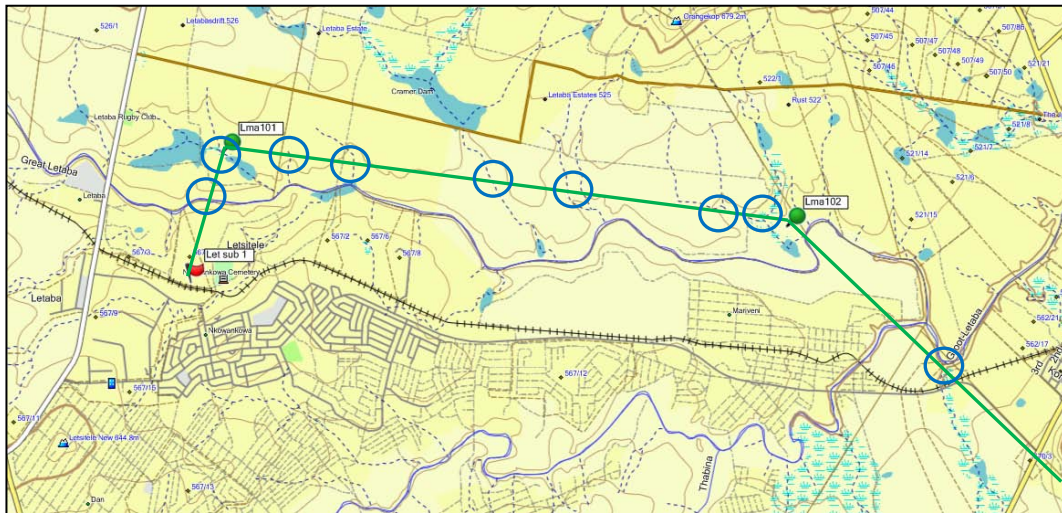 526/1
Letabasdrift 526
Letaba Estate
Orangekop 679.2m
507/44
507/45
507/47
507/85
507/48
507/46
507/49
507/50
521/21
522/1
Cramer Dam
Letaba Estates 525
Rust 522
521/8
Letaba Rugby Club
Lma101
521/14
521/7
Great Letaba
521/6
Letaba
Lma102
521/15
Letsitele
567/2
567/6
567/3
567/8
Let sub 1
Nkowankowa Cemetery
Letaba
567/9
Mariveni
562/21
Nkowankowa
Groot-Letaba
562/17
3rd
567/12
567/15
567/11
Letsitele New 644.8m
Thabina
567/13
Dan